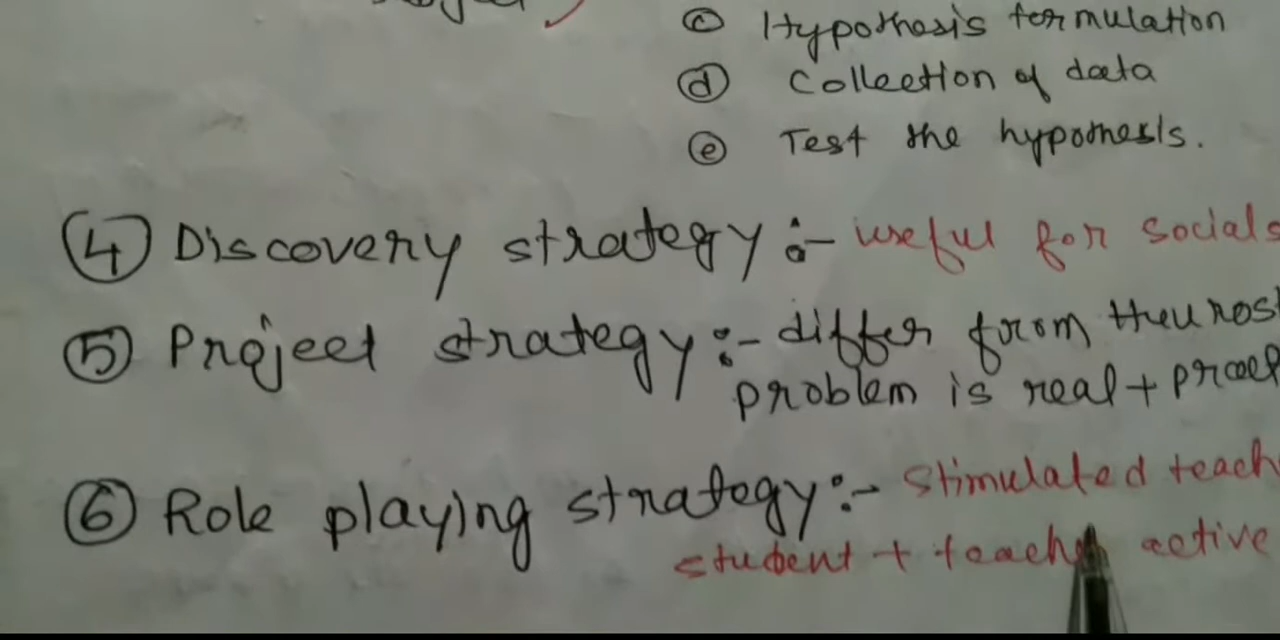 ⓒ Hypothesis formulation
ⓓ Collection of data
ⓔ Test the hypothesis.
④ Discovery strategy :- useful for socials
⑤ Project strategy :- differ from Heuros
problem is real +
⑥ Role playing strategy :- Stimulated teach
student + teacher active